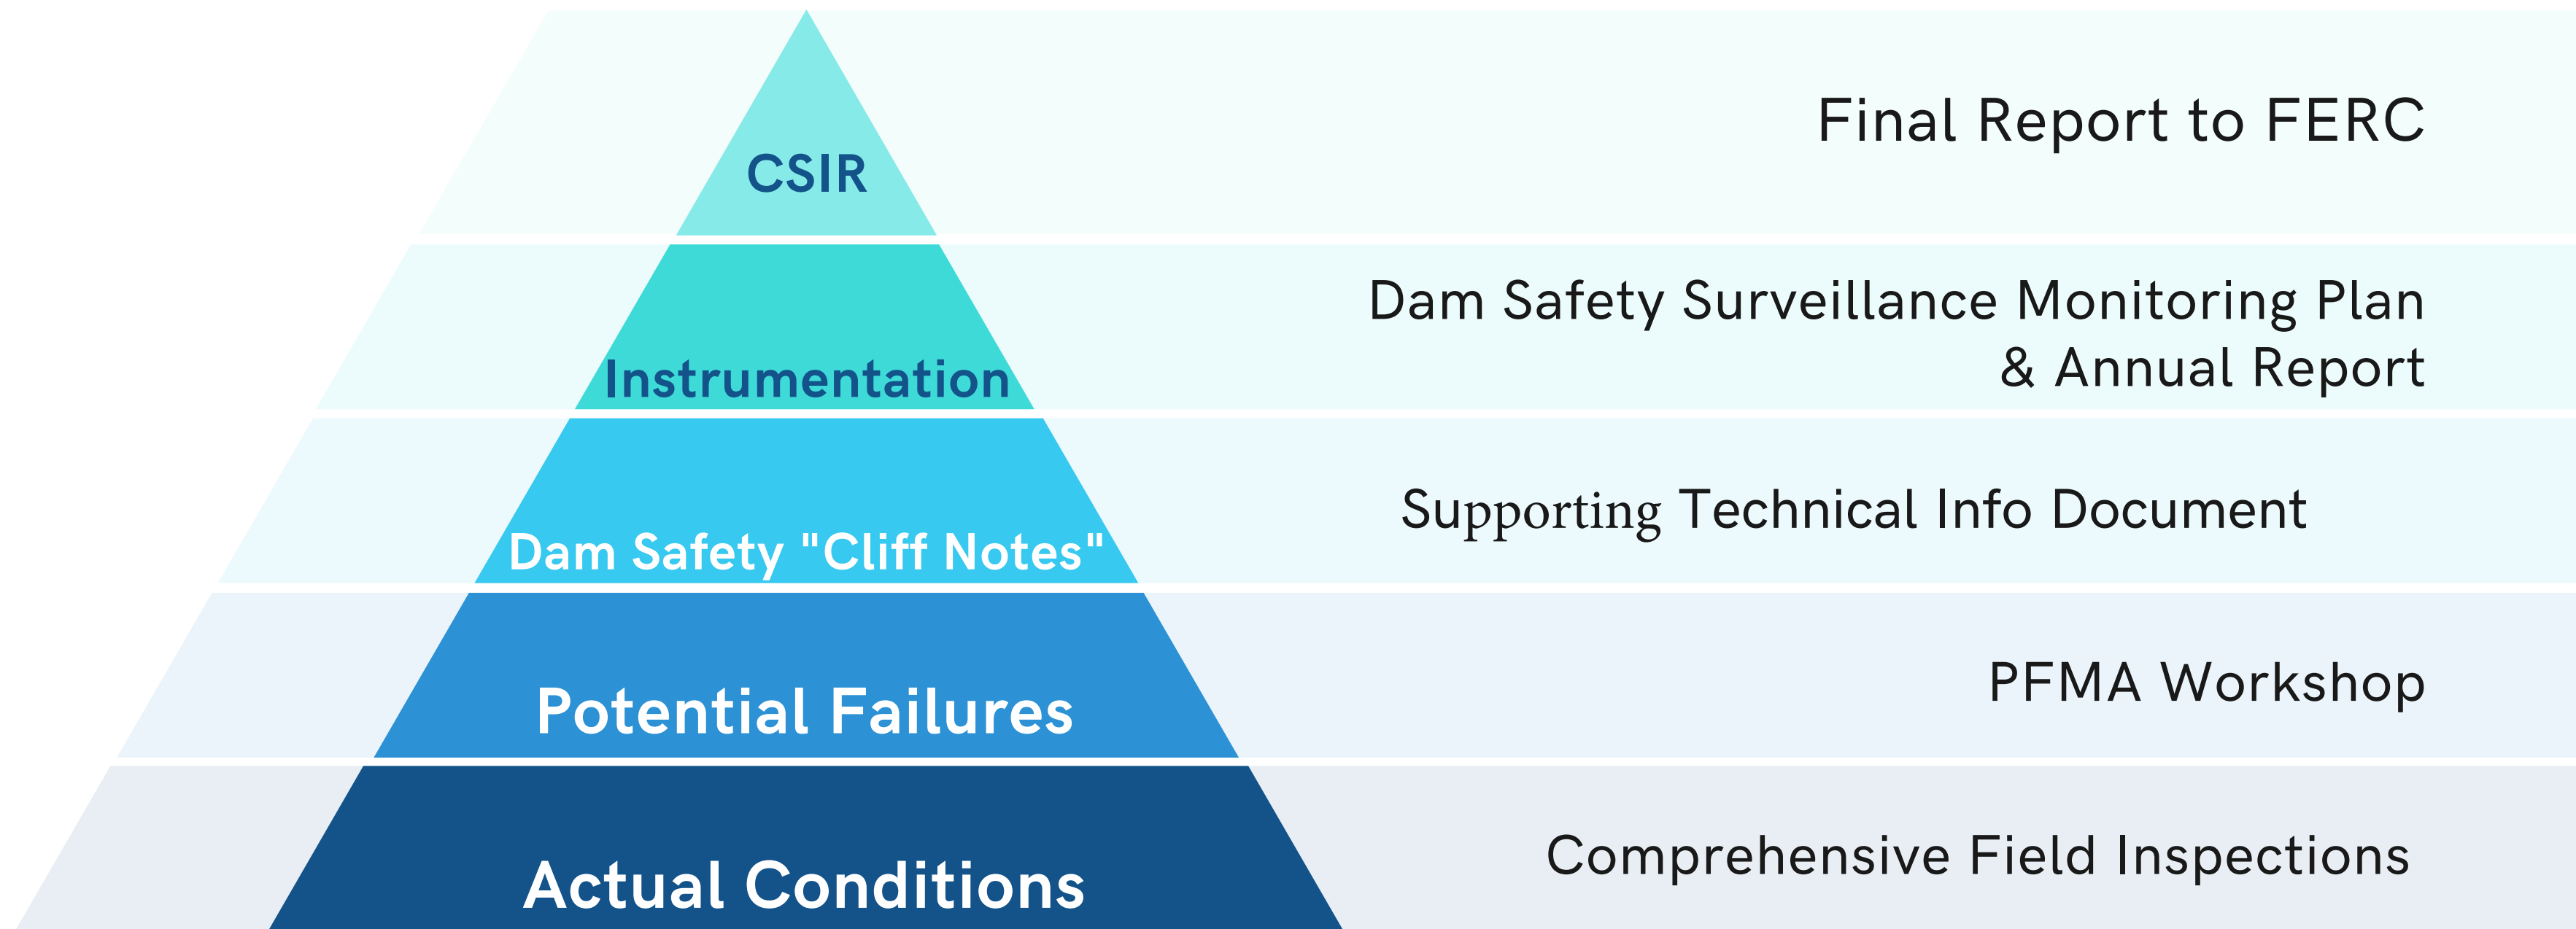 CSIR
Final Report to FERC
Instrumentation
Dam Safety Surveillance Monitoring Plan
& Annual Report
Dam Safety "Cliff Notes"
Supporting Technical Info Document
Potential Failures
PFMA Workshop
Actual Conditions
Comprehensive Field Inspections